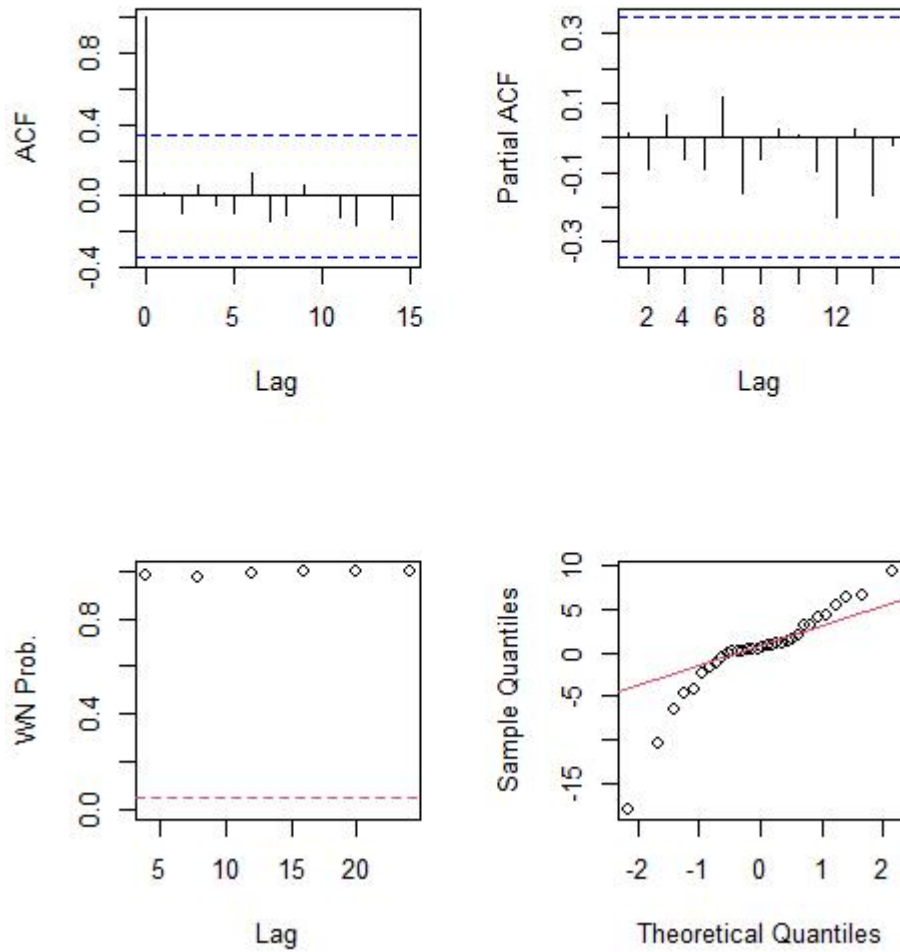 ACF
-0.4 0.0 0.4 0.8
0 5 10 15
Lag
Partial ACF
-0.3 -0.1 0.1 0.3
2 4 6 8 12
Lag
WN Prob.
0.0 0.4 0.8
5 10 15 20
Lag
Sample Quantiles
-15 -5 0 5 10
-2 -1 0 1 2
Theoretical Quantiles